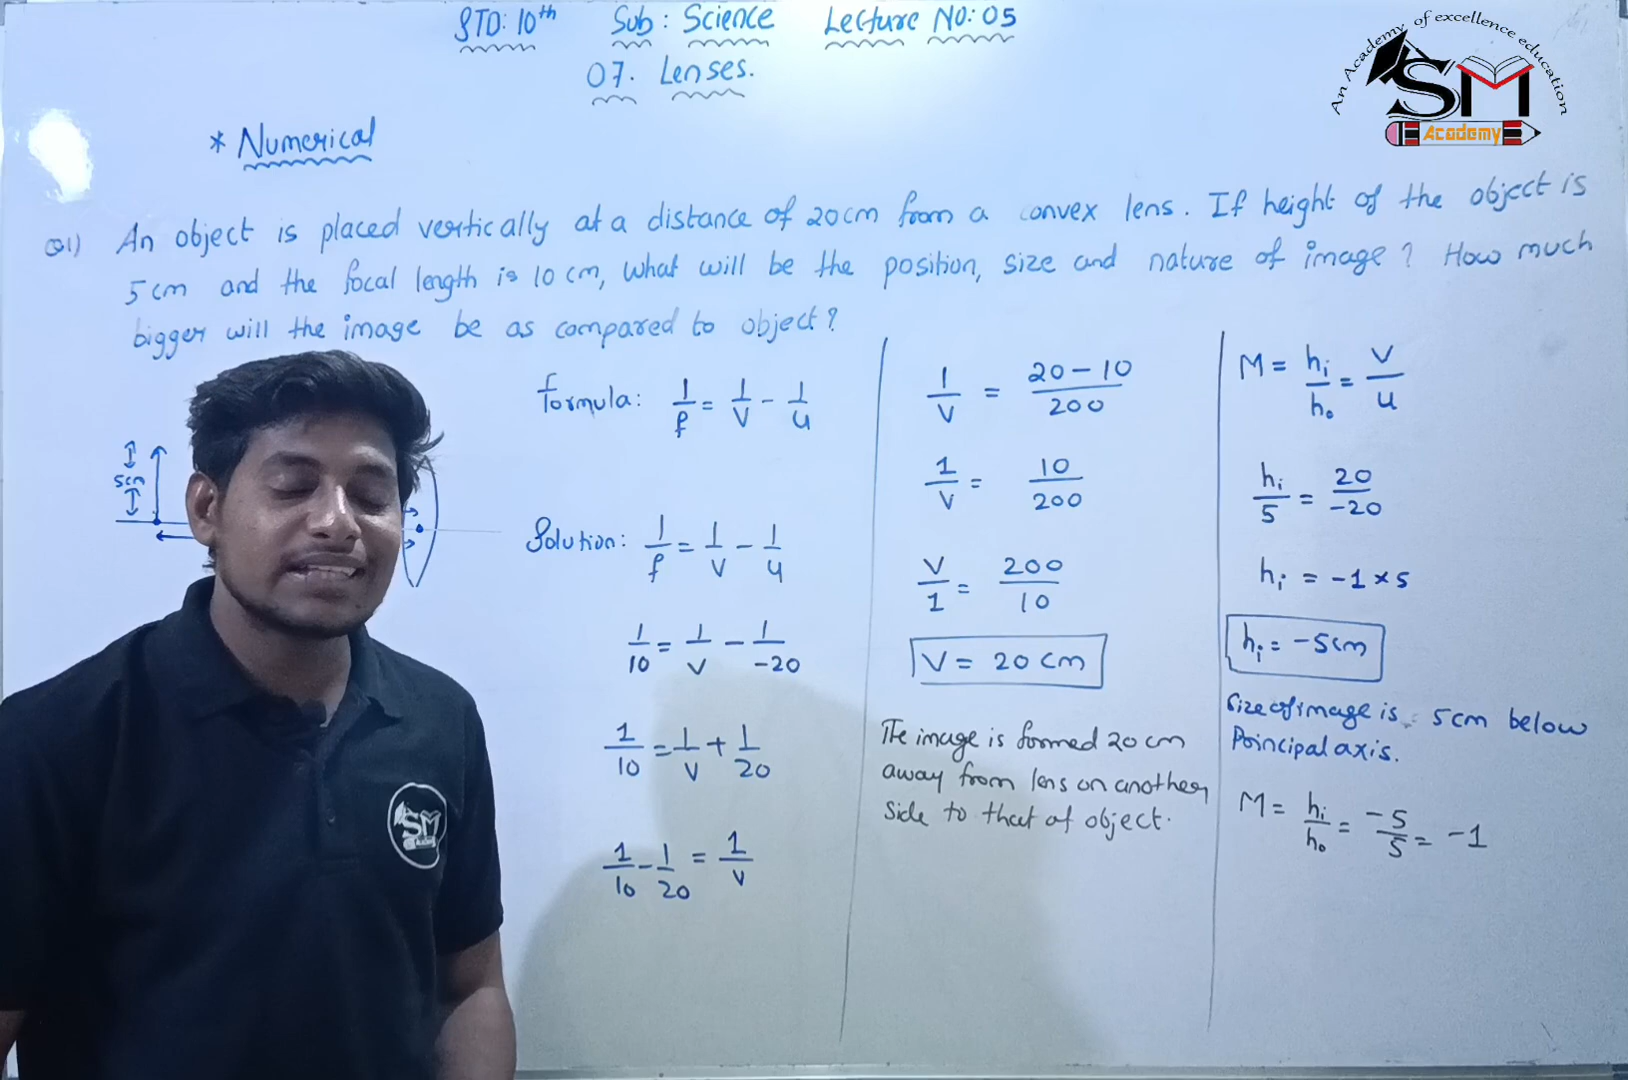 STD: 10th Sub: Science Lecture NO: 05
07. Lenses.
An Academy of excellence education
SM
Academy
* Numerical
Q1) An object is placed vertically at a distance of 20cm from a convex lens. If height of the object is
5cm and the focal length is 10 cm, what will be the position, size and nature of image? How much
bigger will the image be as compared to object?
5cm
Formula: 1/f = 1/v - 1/u
Solution: 1/f = 1/v - 1/u
1/10 = 1/v - 1/-20
1/10 = 1/v + 1/20
1/10 - 1/20 = 1/v
1/v = 20-10/200
1/v = 10/200
v/1 = 200/10
V = 20 cm
The image is formed 20 cm
away from lens on another
side to that of object.
M = hi/ho = v/u
hi/5 = 20/-20
hi = -1 × 5
hi = -5cm
Size of image is 5cm below
Principal axis.
M = hi/ho = -5/5 = -1
SM